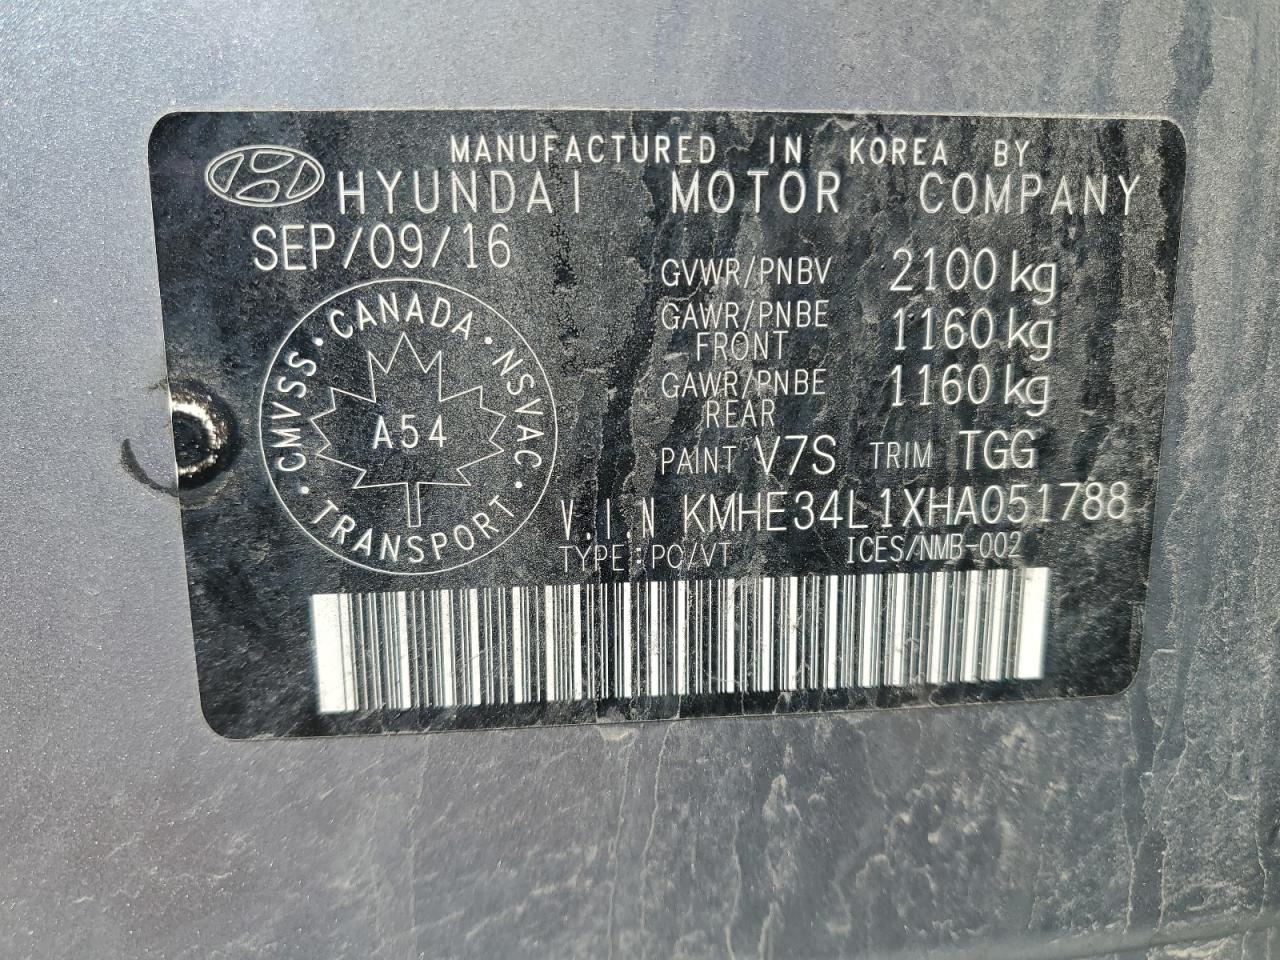 MANUFACTURED IN KOREA BY
HYUNDAI MOTOR COMPANY
SEP/09/16
GVWR/PNBV 2100 kg
GAWR/PNBE FRONT 1160 kg
GAWR/PNBE REAR 1160 kg
PAINT V7S TRIM TGG
V.I.N KMHE34L1XHA051788
TYPE:PC/VT ICES/NMB-002
·CMVSS·CANADA·NSVAC·
TRANSPORT
A54